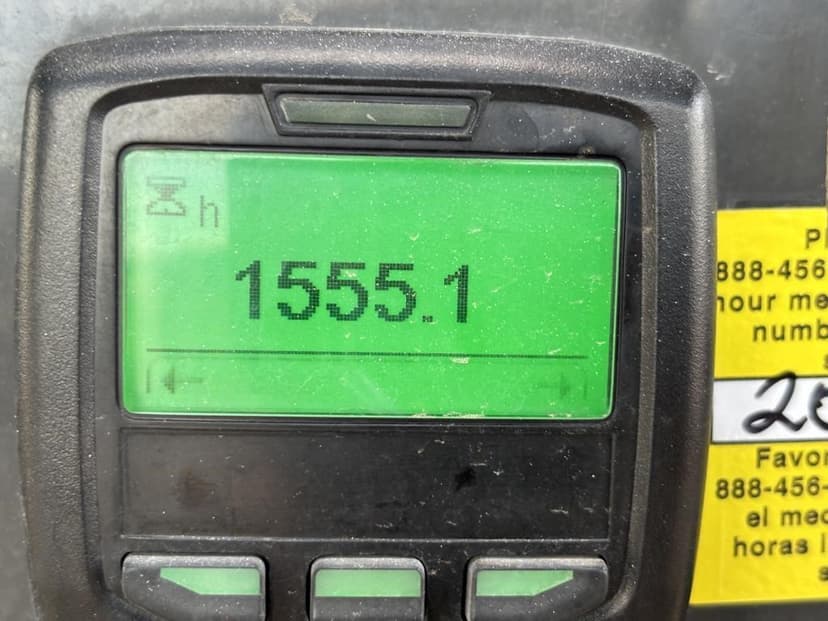 h
1555.1
888-456
hour me
numb
20
Favor
888-456-
el med
horas l